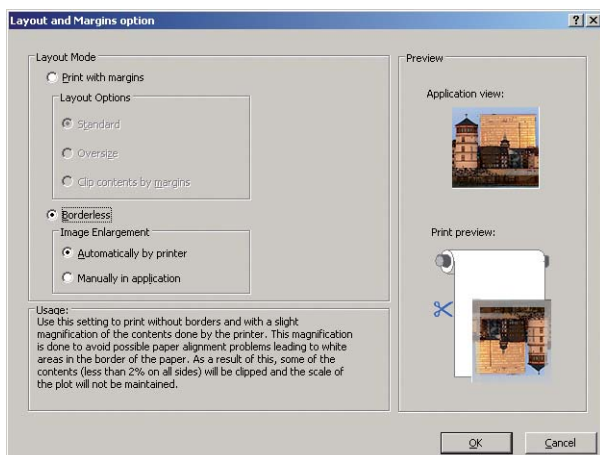 Layout and Margins option
Layout Mode
Print with margins
Layout Options
Standard
Oversize
Clip contents by margins
Borderless
Image Enlargement
Automatically by printer
Manually in application
Usage:
Use this setting to print without borders and with a slight
magnification of the contents done by the printer. This magnification
is done to avoid possible paper alignment problems leading to white
areas in the border of the paper. As a result of this, some of the
contents (less than 2% on all sides) will be clipped and the scale of
the plot will not be maintained.
Preview
Application view:
Print preview:
OK
Cancel